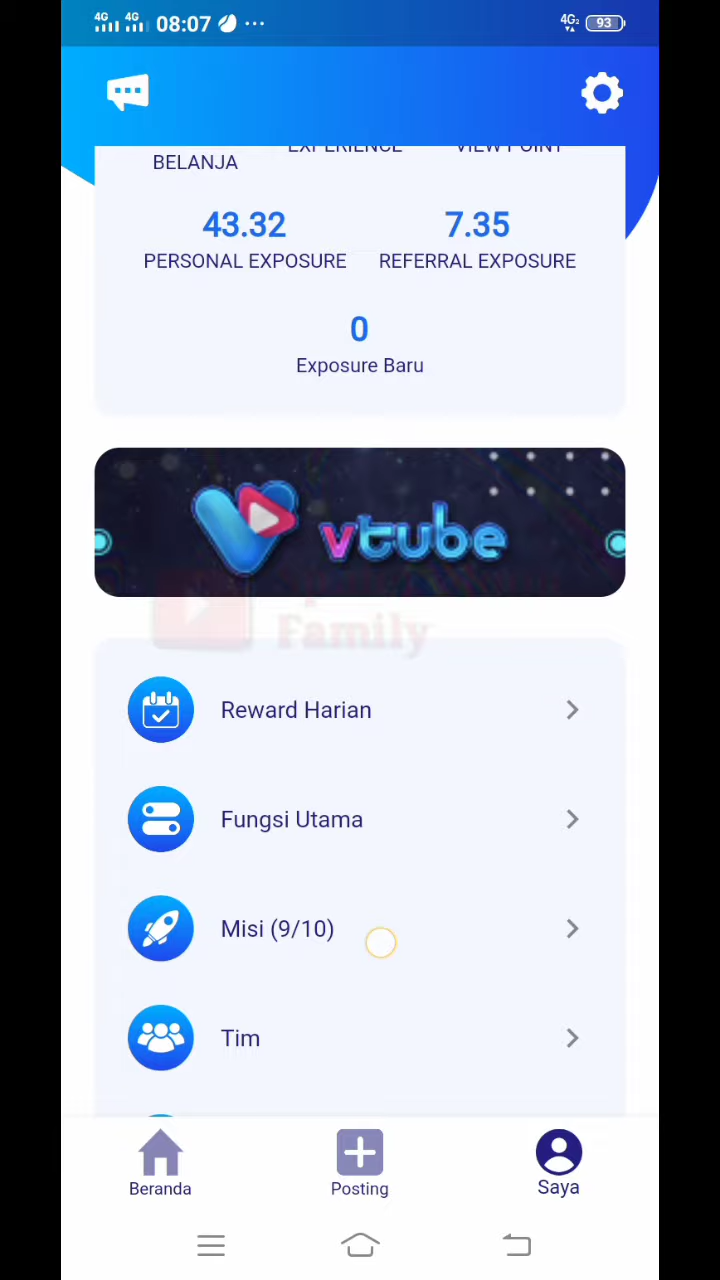 4G 4G 08:07 ... 4G2 93
EXPERIENCE VIEW POINT
BELANJA
43.32 7.35
PERSONAL EXPOSURE REFERRAL EXPOSURE
0
Exposure Baru
vtube
Family
Reward Harian
Fungsi Utama
Misi (9/10)
Tim
Beranda Posting Saya